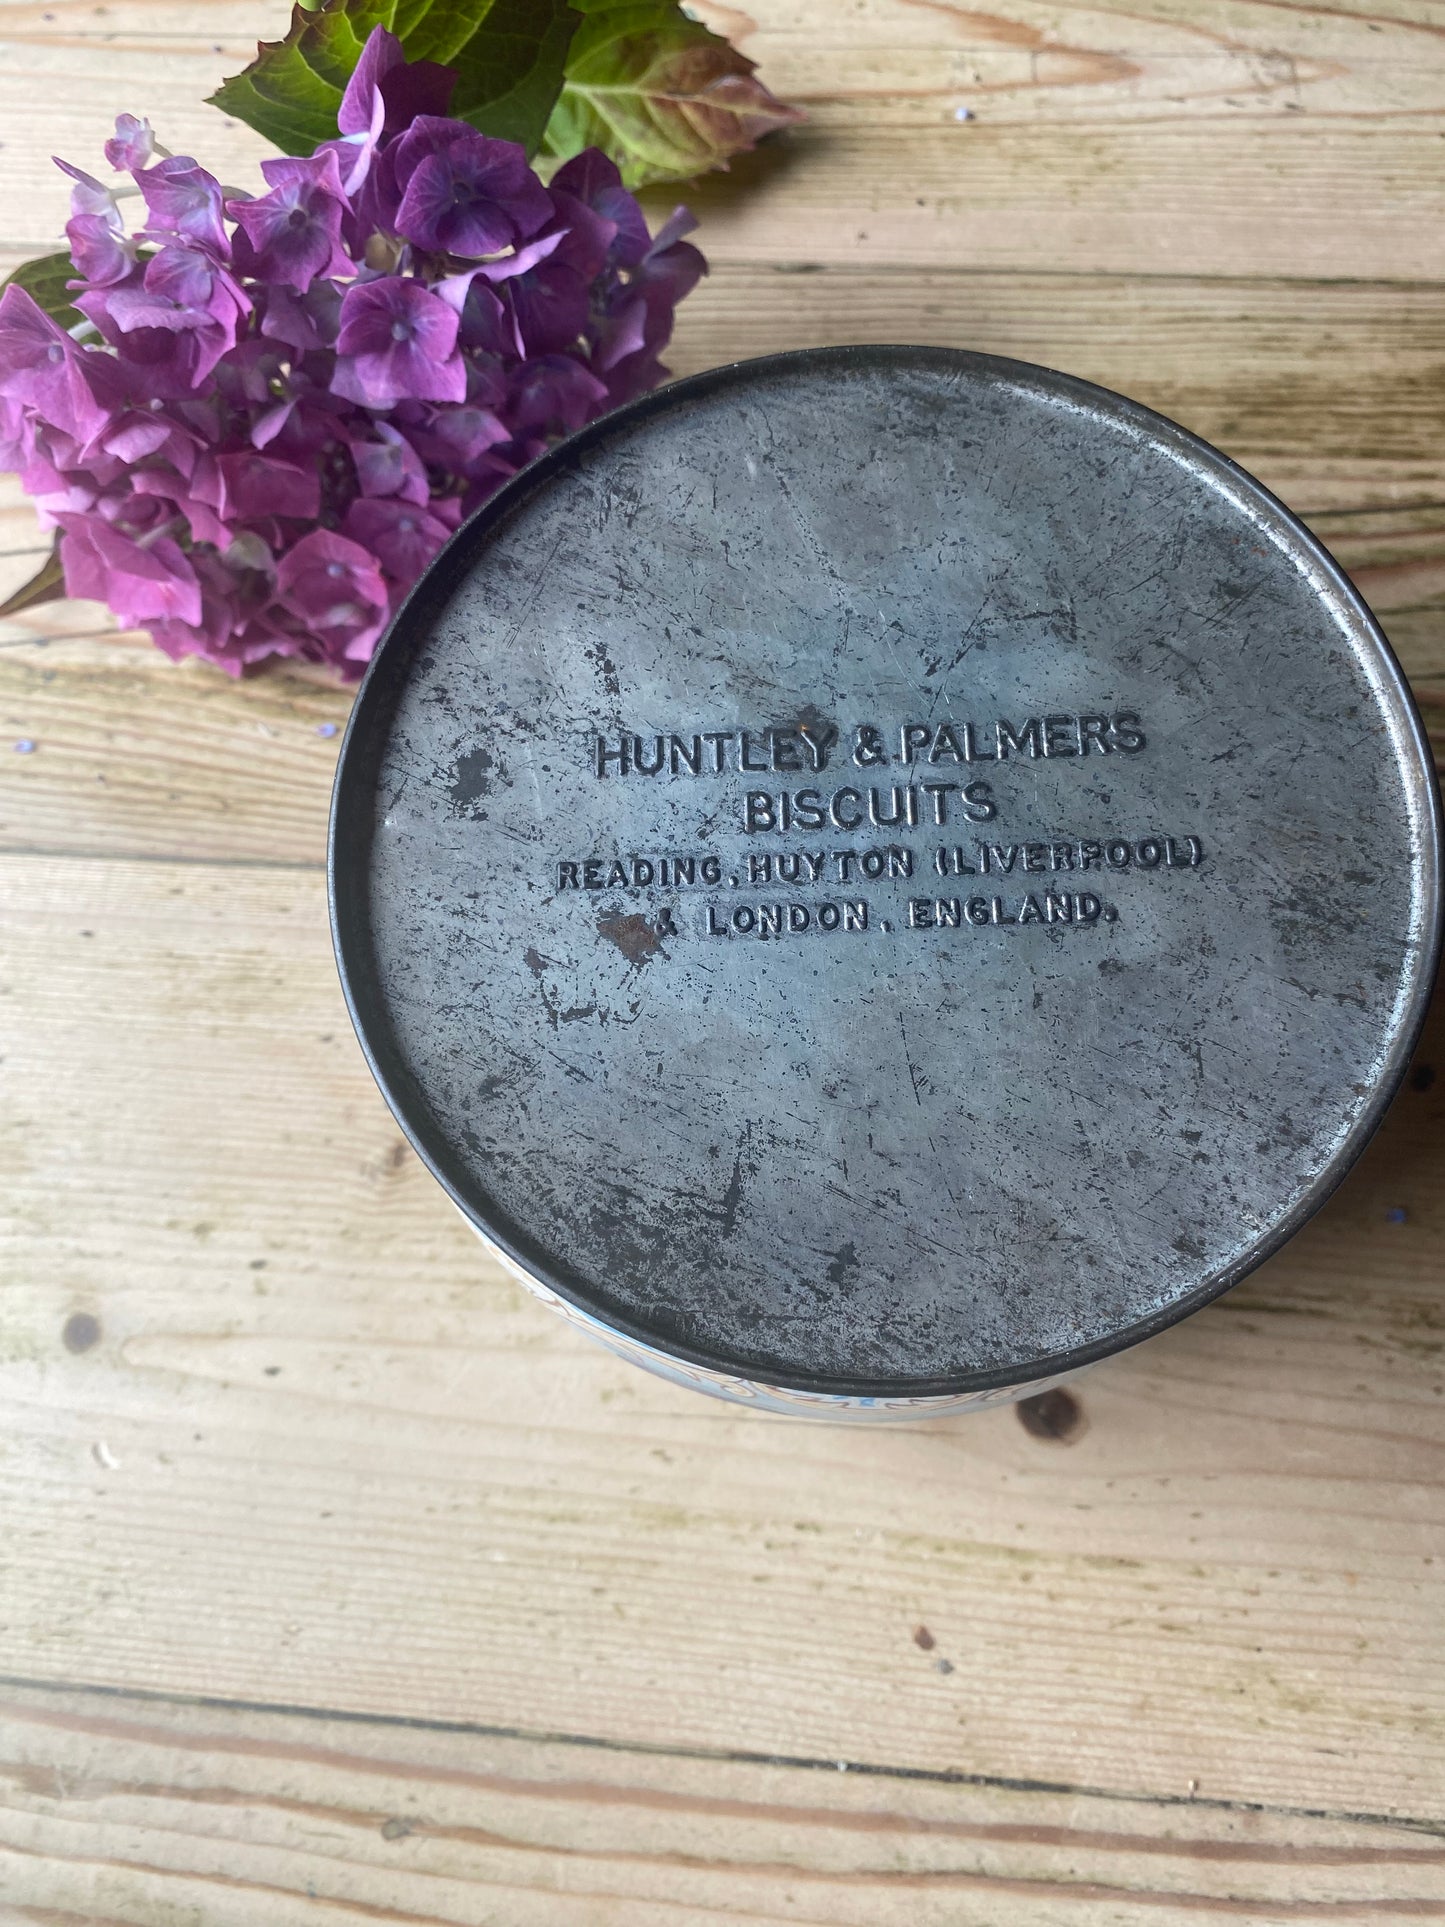 HUNTLEY & PALMERS
BISCUITS
READING, HUYTON (LIVERPOOL)
& LONDON, ENGLAND.